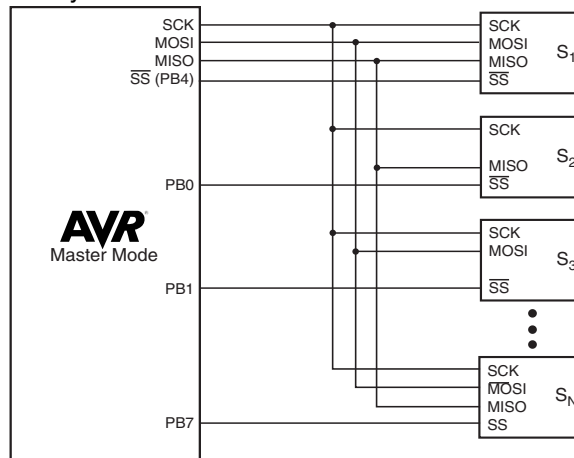 SCK
MOSI
MISO
SS (PB4)
PB0
AVR
Master Mode
PB1
PB7
SCK
MOSI
MISO
SS
S1
SCK
MISO
SS
S2
SCK
MOSI
SS
S3
SCK
MOSI
MISO
SS
SN